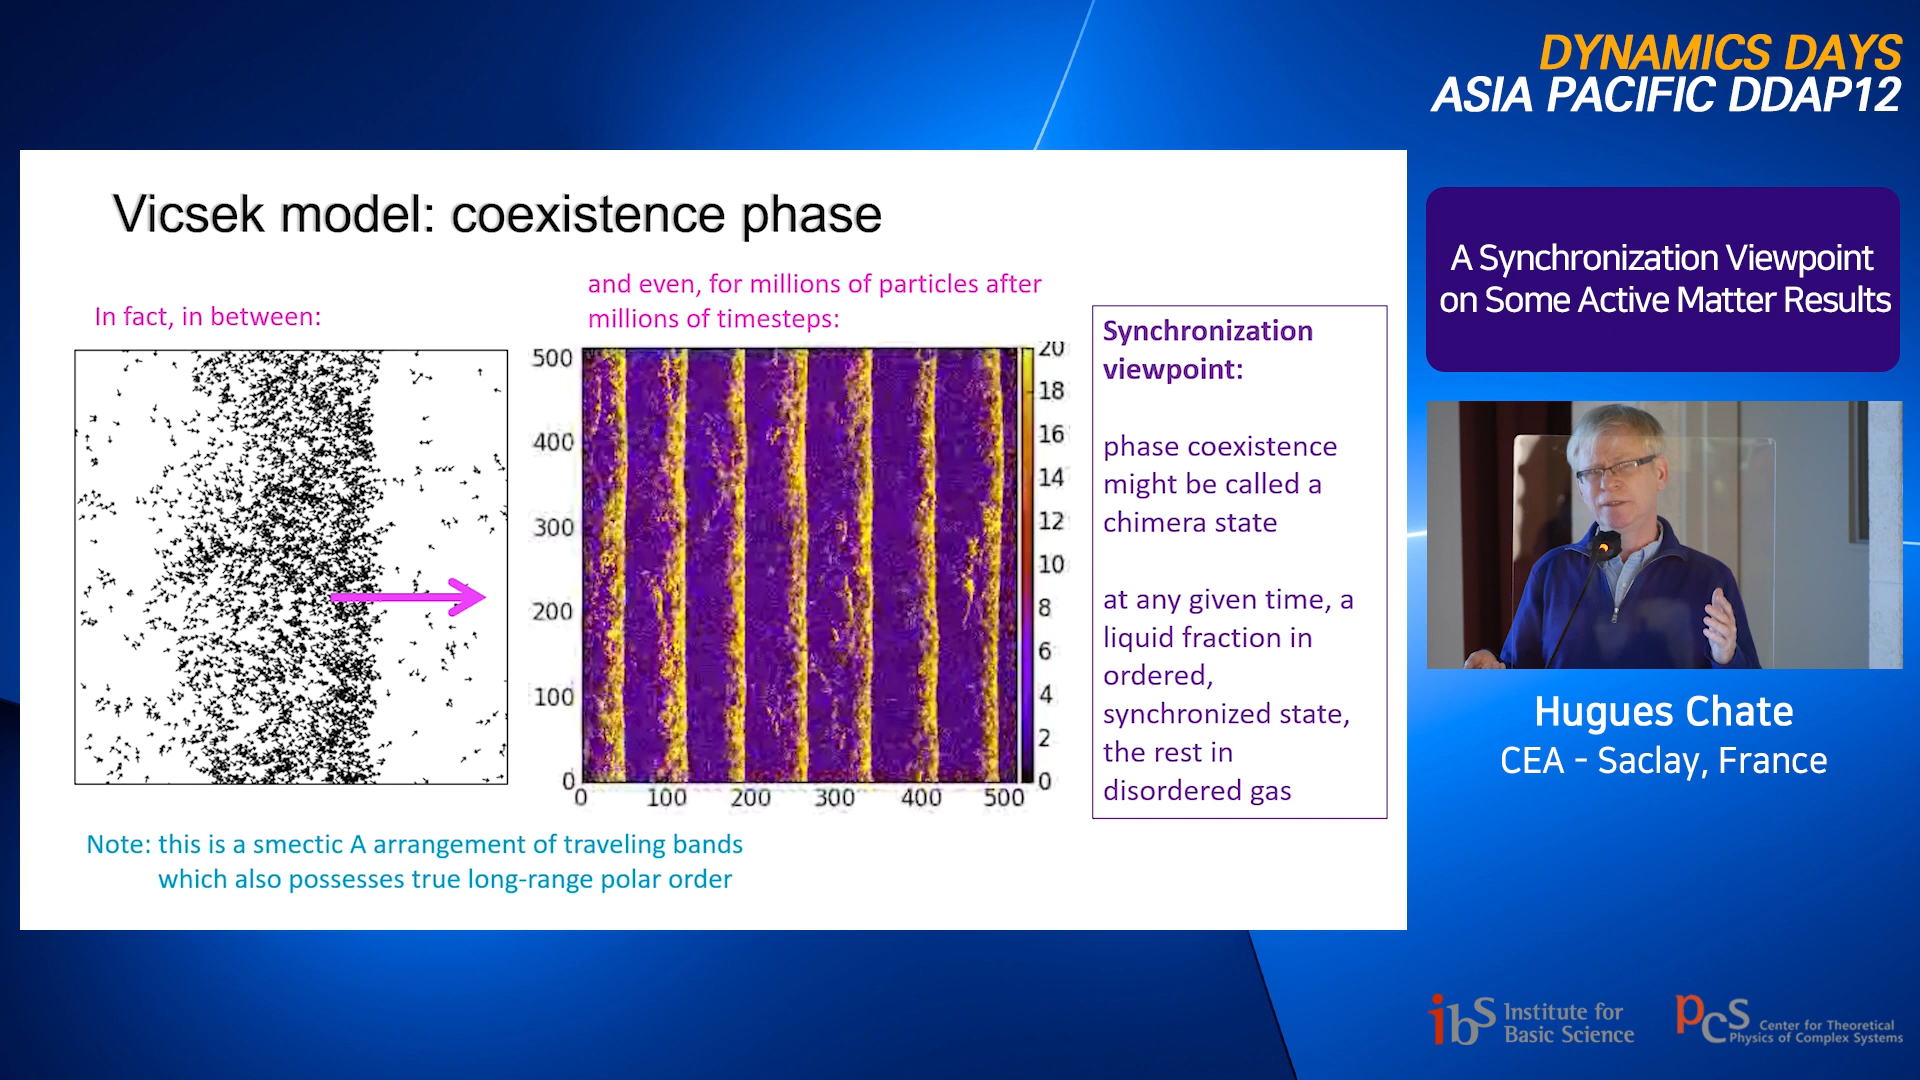 DYNAMICS DAYS
ASIA PACIFIC DDAP12
Vicsek model: coexistence phase
In fact, in between:
and even, for millions of particles after
millions of timesteps:
500
400
300
200
100
0
0
100
200
300
400
500
20
18
16
14
12
10
8
6
4
2
0
Synchronization
viewpoint:
phase coexistence
might be called a
chimera state
at any given time, a
liquid fraction in
ordered,
synchronized state,
the rest in
disordered gas
Note: this is a smectic A arrangement of traveling bands
which also possesses true long-range polar order
A Synchronization Viewpoint
on Some Active Matter Results
Hugues Chate
CEA - Saclay, France
ibs Institute for
Basic Science
pcs Center for Theoretical
Physics of Complex Systems